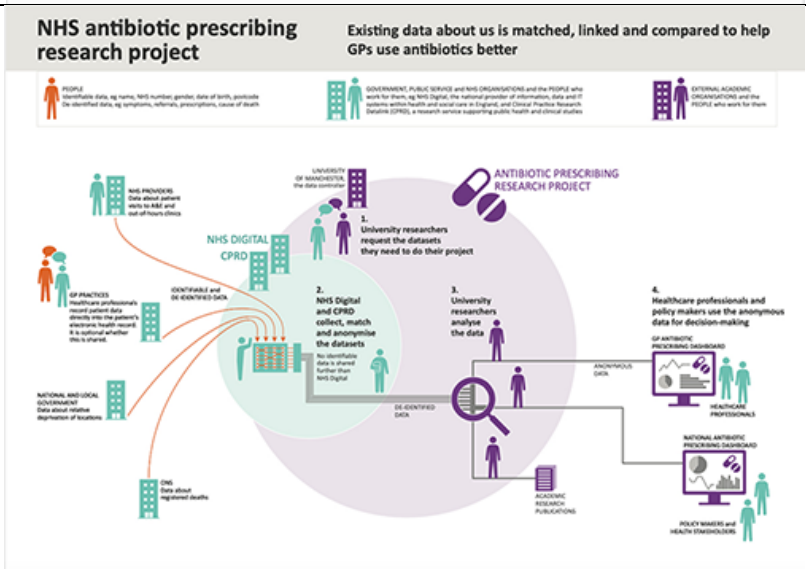 NHS antibiotic prescribing
research project
Existing data about us is matched, linked and compared to help
GPs use antibiotics better
PEOPLE
Identifiable data, eg name, NHS number, gender, date of birth, postcode
De-identified data, eg symptoms, referrals, prescriptions, cause of death
GOVERNMENT, PUBLIC SERVICE and NHS ORGANISATIONS and the PEOPLE who
work for them, eg NHS Digital, the national provider of information, data and IT
systems within health and social care in England, and Clinical Practice Research
Datalink (CPRD), a research service supporting public health and clinical studies
EXTERNAL ACADEMIC
ORGANISATIONS and the
PEOPLE who work for them
UNIVERSITY
OF MANCHESTER,
the data controller
ANTIBIOTIC PRESCRIBING
RESEARCH PROJECT
NHS PROVIDERS
Data about patient
visits to A&E and
out of hours clinics
1.
University researchers
request the datasets
they need to do their project
NHS DIGITAL
CPRD
GP PRACTICES
Healthcare professionals
record patient data
directly into the patient's
electronic health record.
It is optional whether
this is shared.
IDENTIFIABLE and
DE-IDENTIFIED DATA
2.
NHS Digital
and CPRD
collect, match
and anonymise
the datasets
No identifiable
data is shared
further than
NHS Digital
3.
University
researchers
analyse
the data
4.
Healthcare professionals and
policy makers use the anonymous
data for decision-making
GP ANTIBIOTIC
PRESCRIBING DASHBOARD
ANONYMOUS
DATA
HEALTHCARE
PROFESSIONALS
NATIONAL AND LOCAL
GOVERNMENT
Data about relative
deprivation of locations
DE-IDENTIFIED
DATA
NATIONAL ANTIBIOTIC
PRESCRIBING DASHBOARD
ONS
Data about
registered deaths
ACADEMIC
RESEARCH
PUBLICATIONS
POLICY MAKERS and
HEALTH STAKEHOLDERS